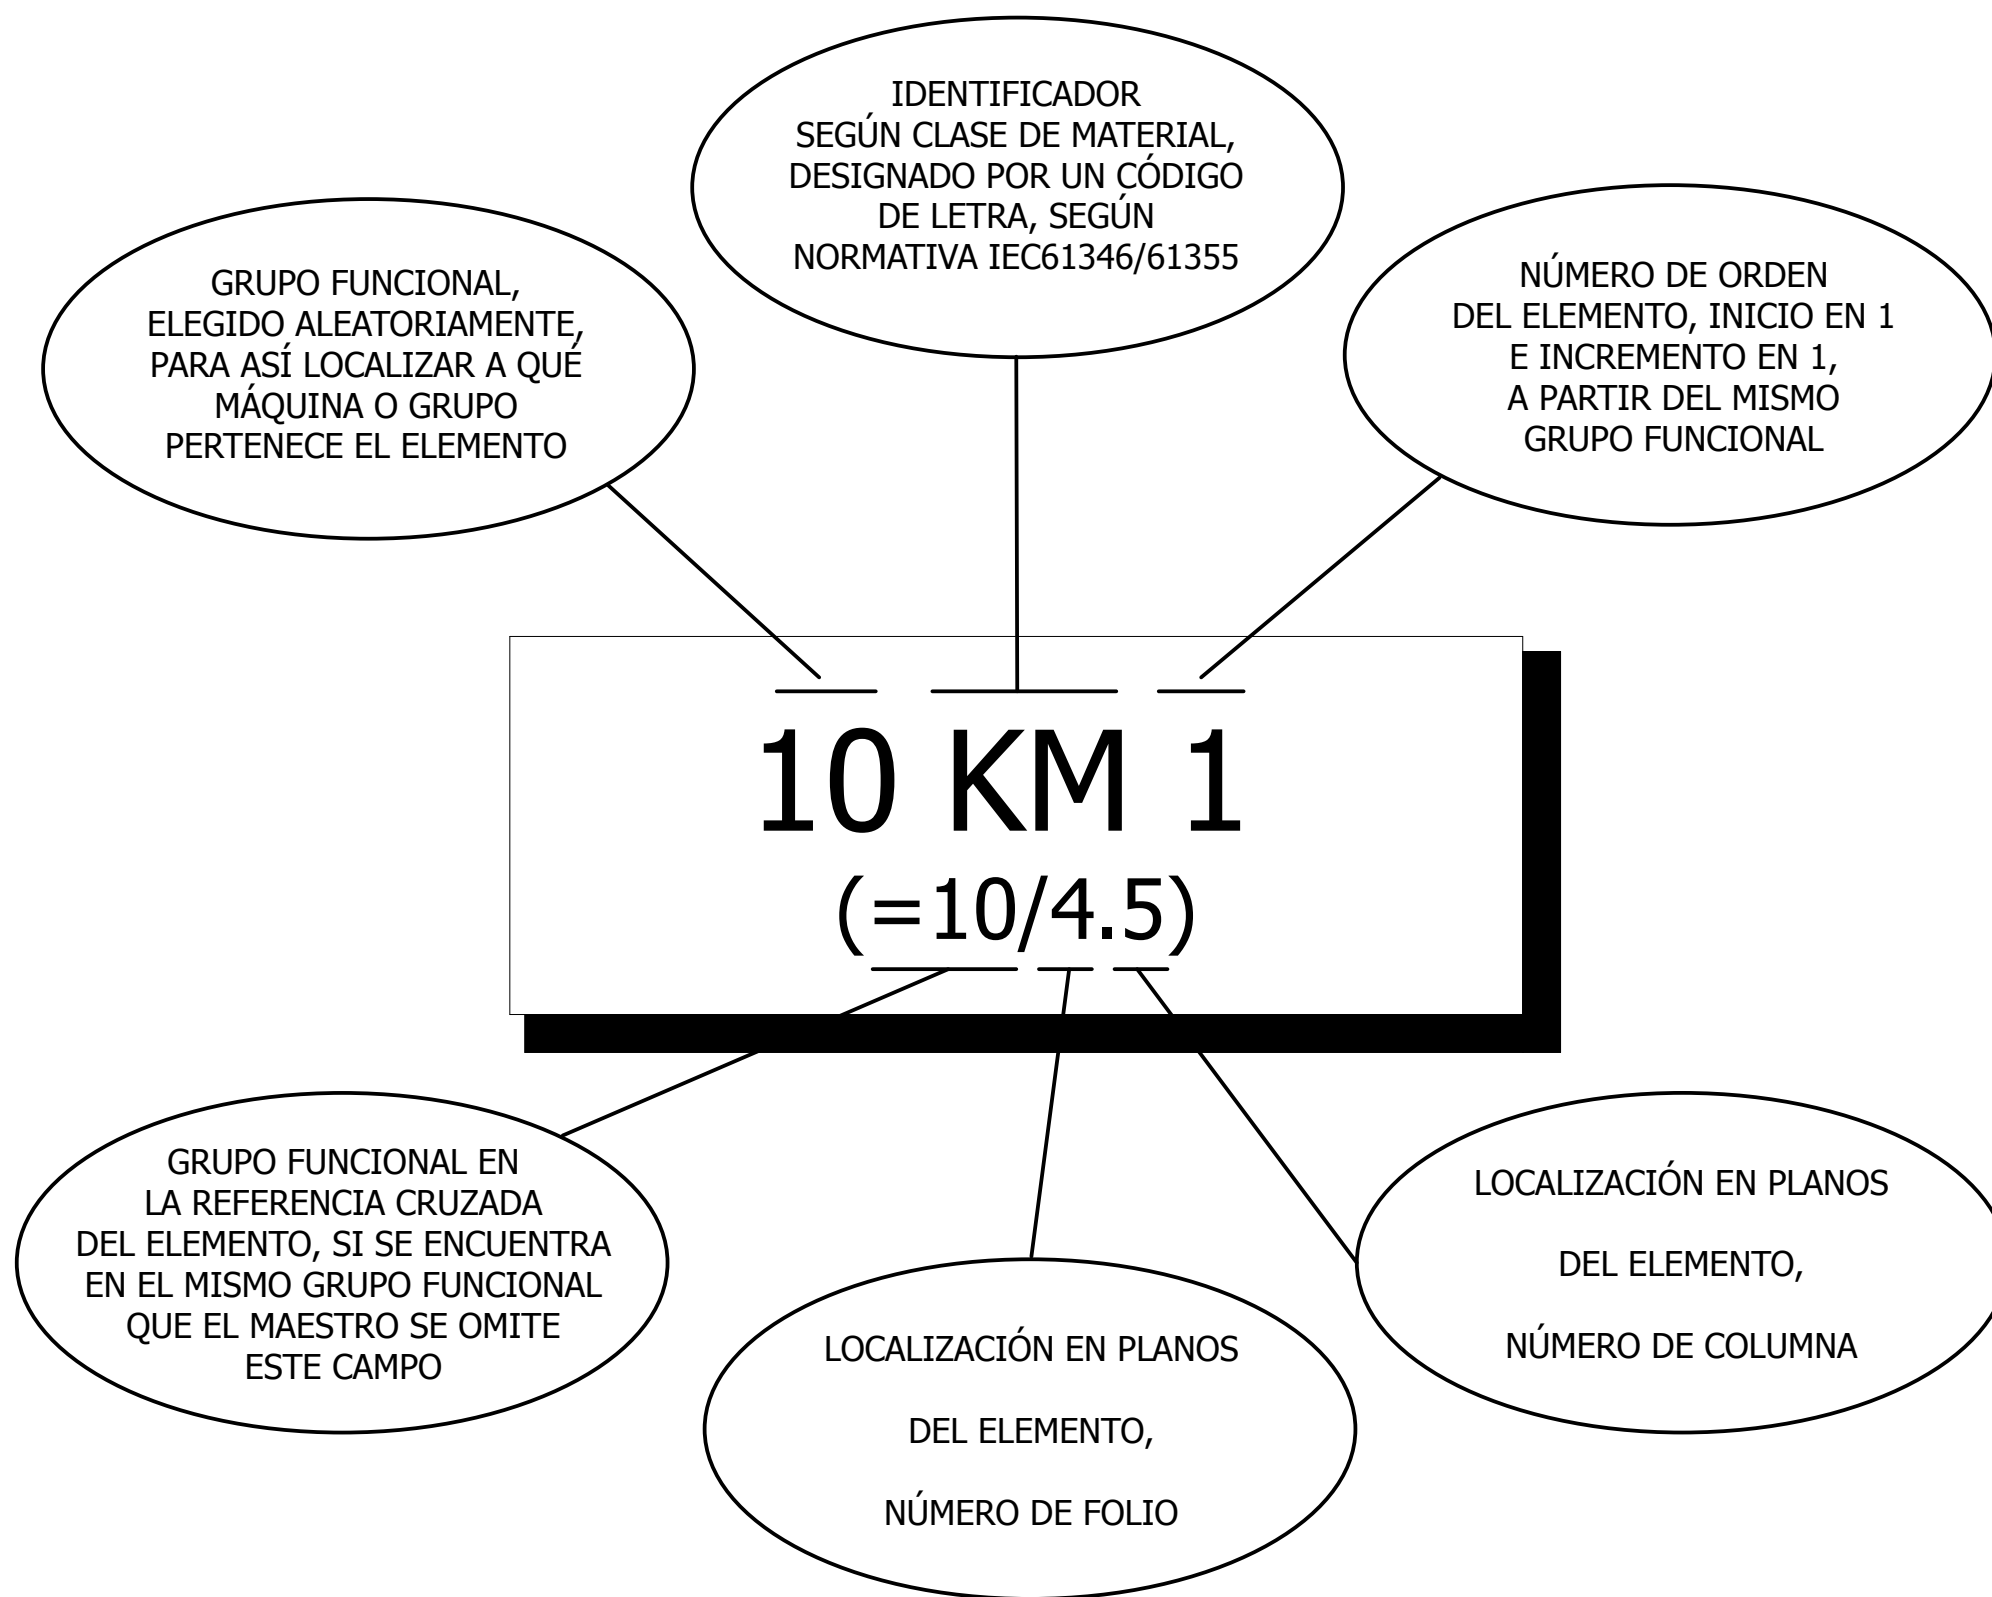 IDENTIFICADOR
SEGÚN CLASE DE MATERIAL,
DESIGNADO POR UN CÓDIGO
DE LETRA, SEGÚN
NORMATIVA IEC61346/61355
GRUPO FUNCIONAL,
ELEGIDO ALEATORIAMENTE,
PARA ASÍ LOCALIZAR A QUÉ
MÁQUINA O GRUPO
PERTENECE EL ELEMENTO
NÚMERO DE ORDEN
DEL ELEMENTO, INICIO EN 1
E INCREMENTO EN 1,
A PARTIR DEL MISMO
GRUPO FUNCIONAL
10 KM 1
(=10/4.5)
GRUPO FUNCIONAL EN
LA REFERENCIA CRUZADA
DEL ELEMENTO, SI SE ENCUENTRA
EN EL MISMO GRUPO FUNCIONAL
QUE EL MAESTRO SE OMITE
ESTE CAMPO
LOCALIZACIÓN EN PLANOS
DEL ELEMENTO,
NÚMERO DE FOLIO
LOCALIZACIÓN EN PLANOS
DEL ELEMENTO,
NÚMERO DE COLUMNA